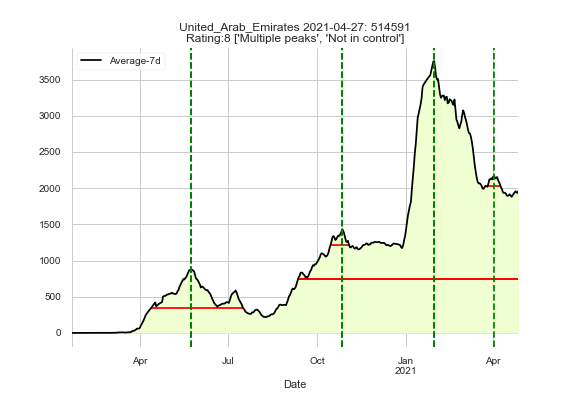 United_Arab_Emirates 2021-04-27: 514591
Rating:8 ['Multiple peaks', 'Not in control']
Average-7d
3500
3000
2500
2000
1500
1000
500
0
Apr
Jul
Oct
Jan
2021
Apr
Date